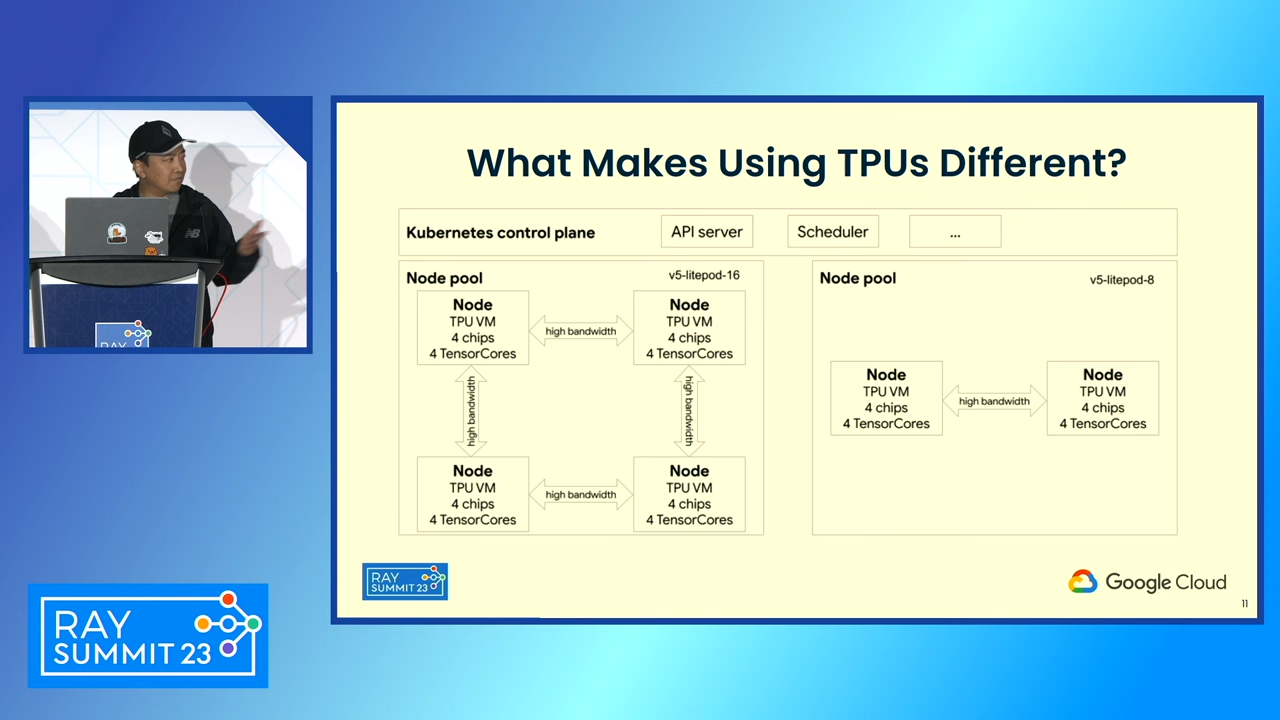 What Makes Using TPUs Different?
Kubernetes control plane
API server
Scheduler
...
Node pool
v5-litepod-16
Node
TPU VM
4 chips
4 TensorCores
high bandwidth
Node
TPU VM
4 chips
4 TensorCores
high bandwidth
high bandwidth
Node
TPU VM
4 chips
4 TensorCores
high bandwidth
Node
TPU VM
4 chips
4 TensorCores
Node pool
v5-litepod-8
Node
TPU VM
4 chips
4 TensorCores
high bandwidth
Node
TPU VM
4 chips
4 TensorCores
RAY
SUMMIT 23
Google Cloud
11
NB
RAY
RAY
SUMMIT 23